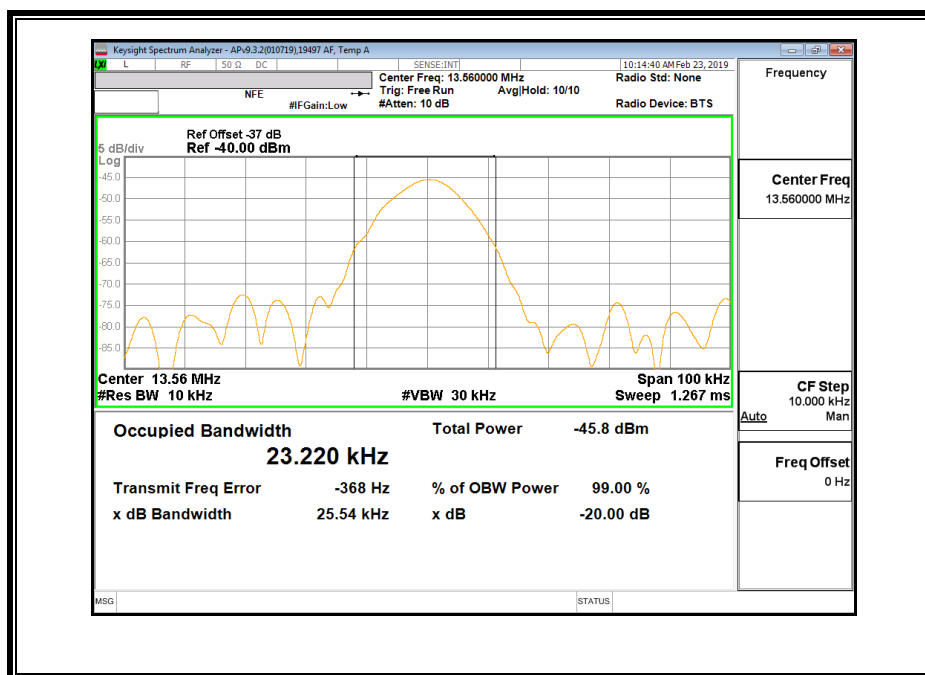 Keysight Spectrum Analyzer - APv9.3.2(010719),19497 AF, Temp A
LXI L RF 50 Ω DC SENSE:INT 10:14:40 AM Feb 23, 2019
Center Freq: 13.560000 MHz Radio Std: None
NFE Trig: Free Run Avg|Hold: 10/10
#IFGain:Low #Atten: 10 dB Radio Device: BTS
Ref Offset -37 dB
5 dB/div Ref -40.00 dBm
Log
-45.0
-50.0
-55.0
-60.0
-65.0
-70.0
-75.0
-80.0
-85.0
Center 13.56 MHz Span 100 kHz
#Res BW 10 kHz #VBW 30 kHz Sweep 1.267 ms
Occupied Bandwidth Total Power -45.8 dBm
23.220 kHz
Transmit Freq Error -368 Hz % of OBW Power 99.00 %
x dB Bandwidth 25.54 kHz x dB -20.00 dB
MSG STATUS
Frequency
Center Freq
13.560000 MHz
CF Step
10.000 kHz
Auto Man
Freq Offset
0 Hz